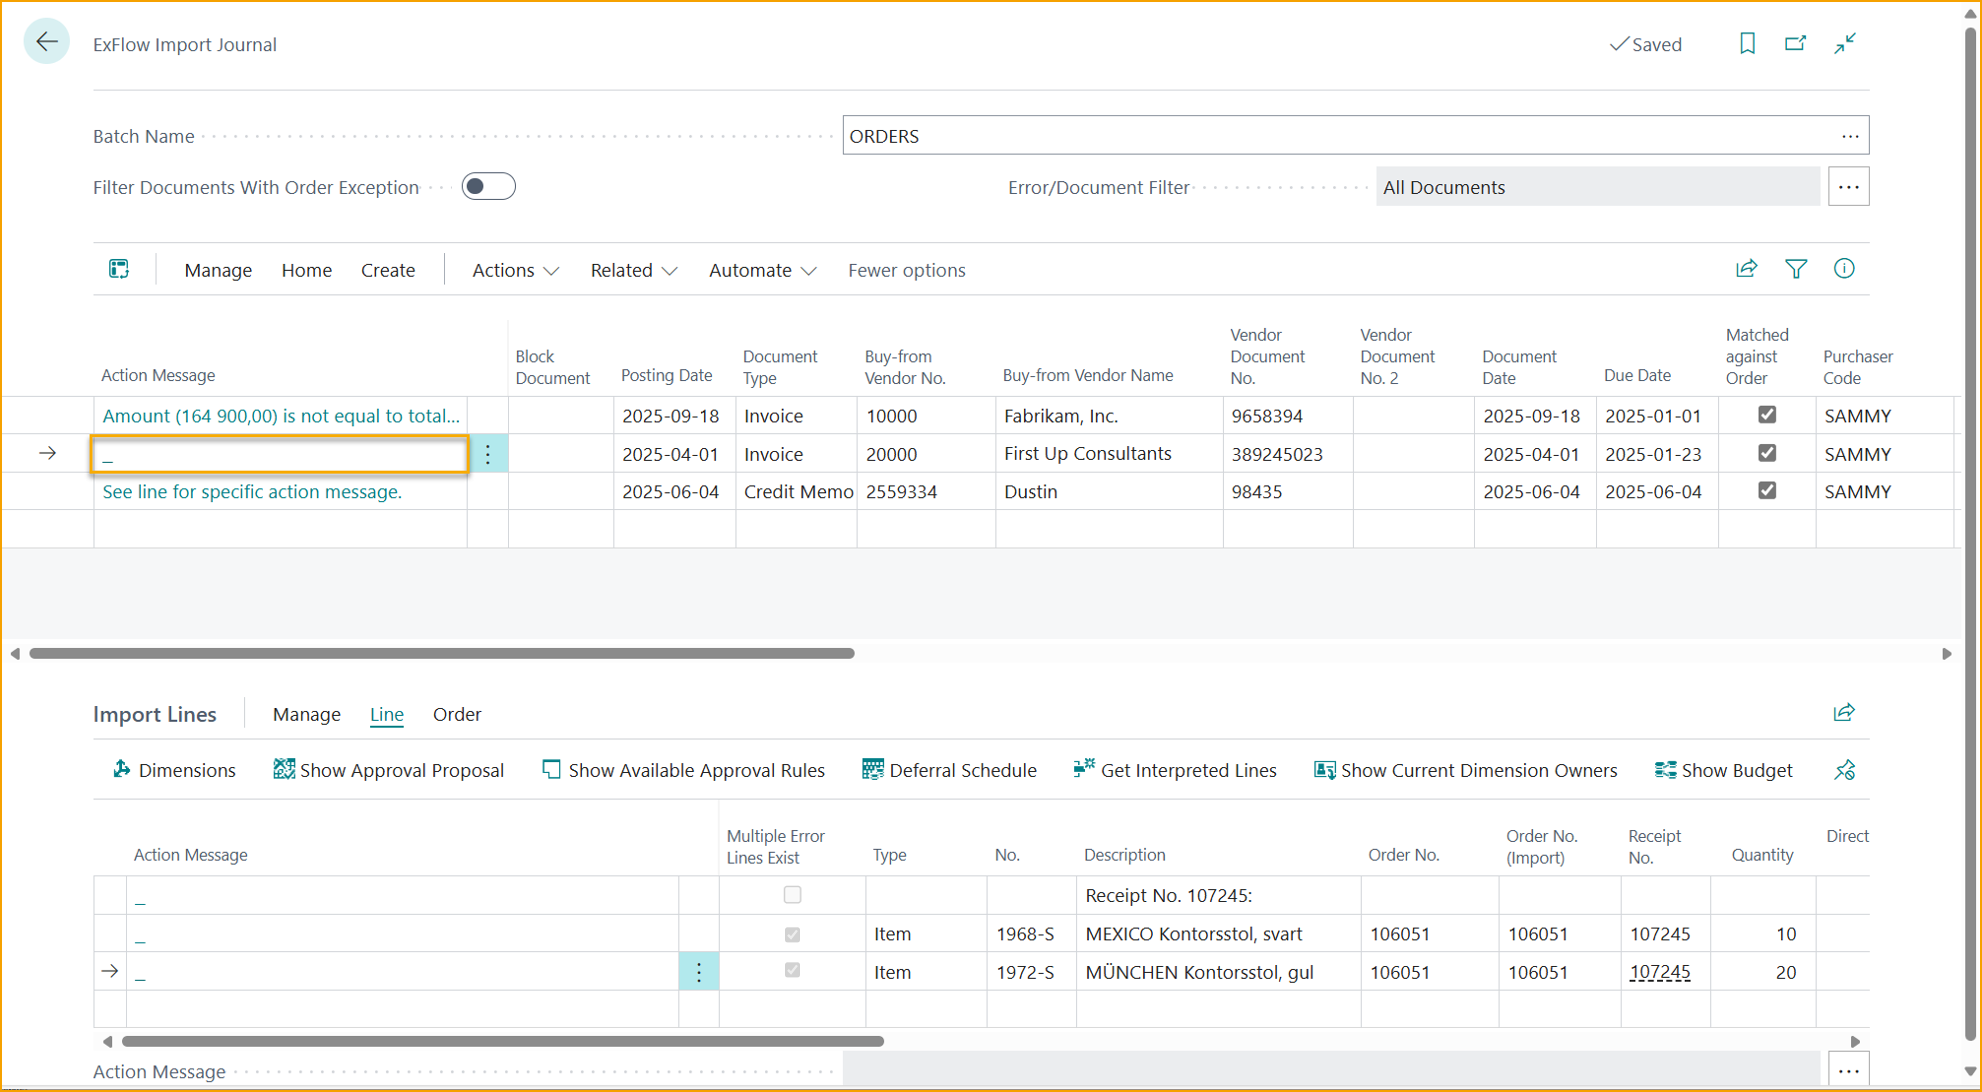 ExFlow Import Journal
Saved
Batch Name
ORDERS
Filter Documents With Order Exception
Error/Document Filter
All Documents
Manage Home Create Actions Related Automate Fewer options
Action Message Block Document Posting Date Document Type Buy-from Vendor No. Buy-from Vendor Name Vendor Document No. Vendor Document No. 2 Document Date Due Date Matched against Order Purchaser Code
Amount (164 900,00) is not equal to total... 2025-09-18 Invoice 10000 Fabrikam, Inc. 9658394 2025-09-18 2025-01-01 SAMMY
_ 2025-04-01 Invoice 20000 First Up Consultants 389245023 2025-04-01 2025-01-23 SAMMY
See line for specific action message. 2025-06-04 Credit Memo 2559334 Dustin 98435 2025-06-04 2025-06-04 SAMMY
Import Lines Manage Line Order
Dimensions Show Approval Proposal Show Available Approval Rules Deferral Schedule Get Interpreted Lines Show Current Dimension Owners Show Budget
Action Message Multiple Error Lines Exist Type No. Description Order No. Order No. (Import) Receipt No. Quantity Direct
_ Receipt No. 107245:
_ Item 1968-S MEXICO Kontorsstol, svart 106051 106051 107245 10
_ Item 1972-S MÜNCHEN Kontorsstol, gul 106051 106051 107245 20
Action Message